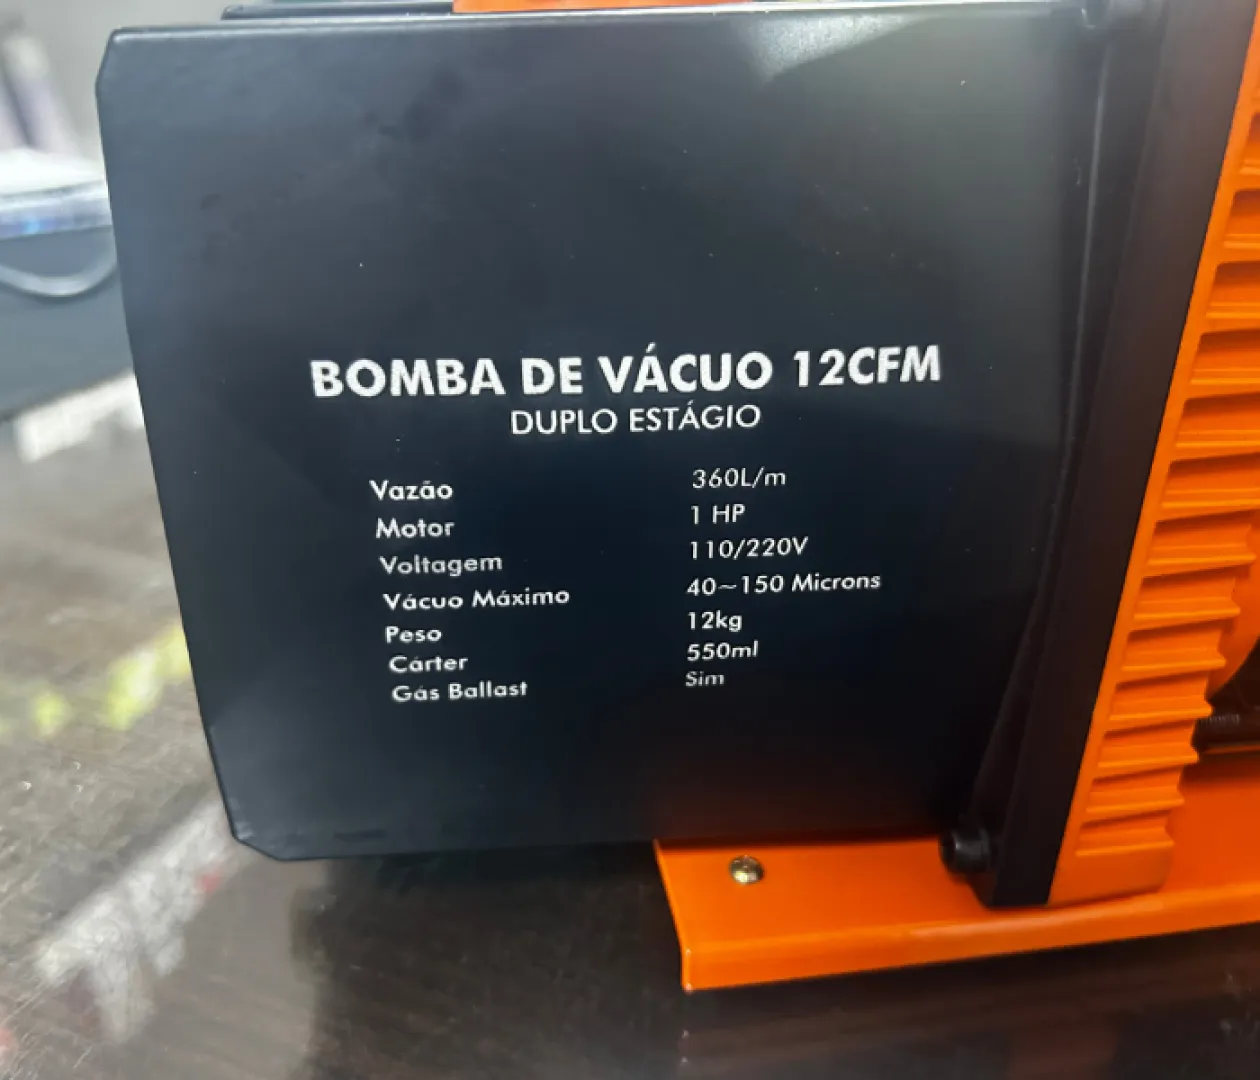 BOMBA DE VÁCUO 12CFM
DUPLO ESTÁGIO
Vazão 360L/m
Motor 1 HP
Voltagem 110/220V
Vácuo Máximo 40~150 Microns
Peso 12kg
Cárter 550ml
Gás Ballast Sim